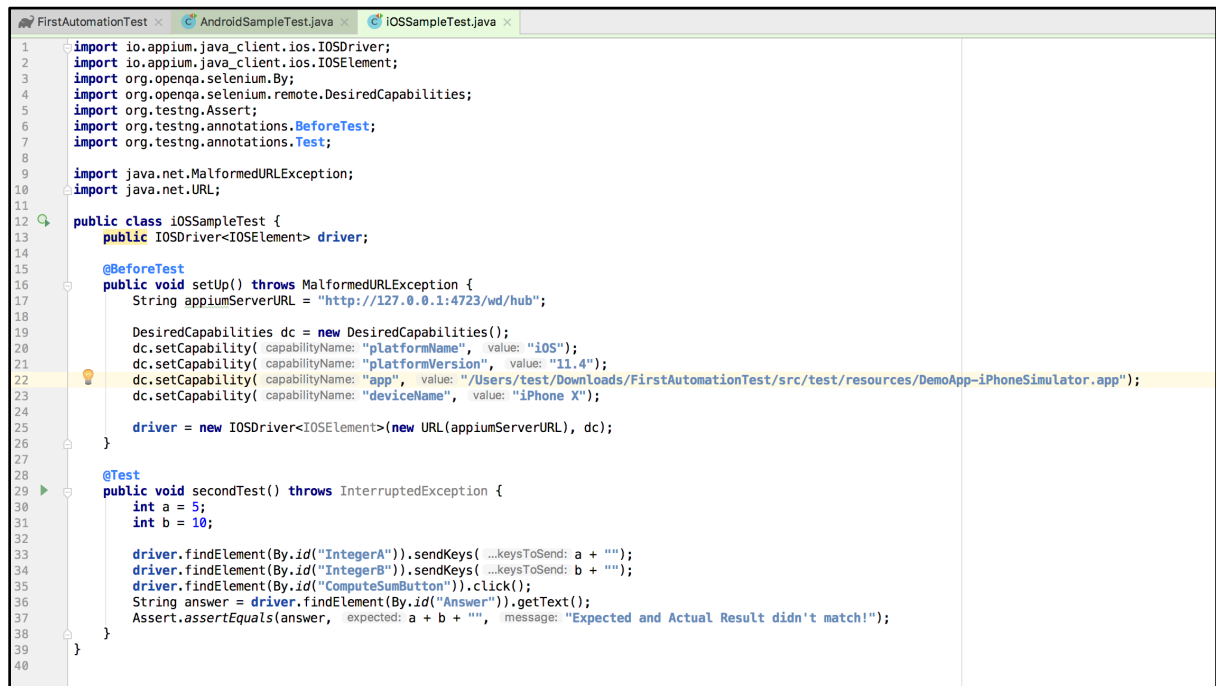 FirstAutomationTest AndroidSampleTest.java iOSSampleTest.java
1 import io.appium.java_client.ios.IOSDriver;
2 import io.appium.java_client.ios.IOSElement;
3 import org.openqa.selenium.By;
4 import org.openqa.selenium.remote.DesiredCapabilities;
5 import org.testng.Assert;
6 import org.testng.annotations.BeforeTest;
7 import org.testng.annotations.Test;
8
9 import java.net.MalformedURLException;
10 import java.net.URL;
11
12 public class iOSSampleTest {
13 public IOSDriver<IOSElement> driver;
14
15 @BeforeTest
16 public void setUp() throws MalformedURLException {
17 String appiumServerURL = "http://127.0.0.1:4723/wd/hub";
18
19 DesiredCapabilities dc = new DesiredCapabilities();
20 dc.setCapability( capabilityName: "platformName", value: "iOS");
21 dc.setCapability( capabilityName: "platformVersion", value: "11.4");
22 dc.setCapability( capabilityName: "app", value: "/Users/test/Downloads/FirstAutomationTest/src/test/resources/DemoApp-iPhoneSimulator.app");
23 dc.setCapability( capabilityName: "deviceName", value: "iPhone X");
24
25 driver = new IOSDriver<IOSElement>(new URL(appiumServerURL), dc);
26 }
27
28 @Test
29 public void secondTest() throws InterruptedException {
30 int a = 5;
31 int b = 10;
32
33 driver.findElement(By.id("IntegerA")).sendKeys( ...keysToSend: a + "");
34 driver.findElement(By.id("IntegerB")).sendKeys( ...keysToSend: b + "");
35 driver.findElement(By.id("ComputeSumButton")).click();
36 String answer = driver.findElement(By.id("Answer")).getText();
37 Assert.assertEquals(answer, expected: a + b + "", message: "Expected and Actual Result didn't match!");
38 }
39 }
40